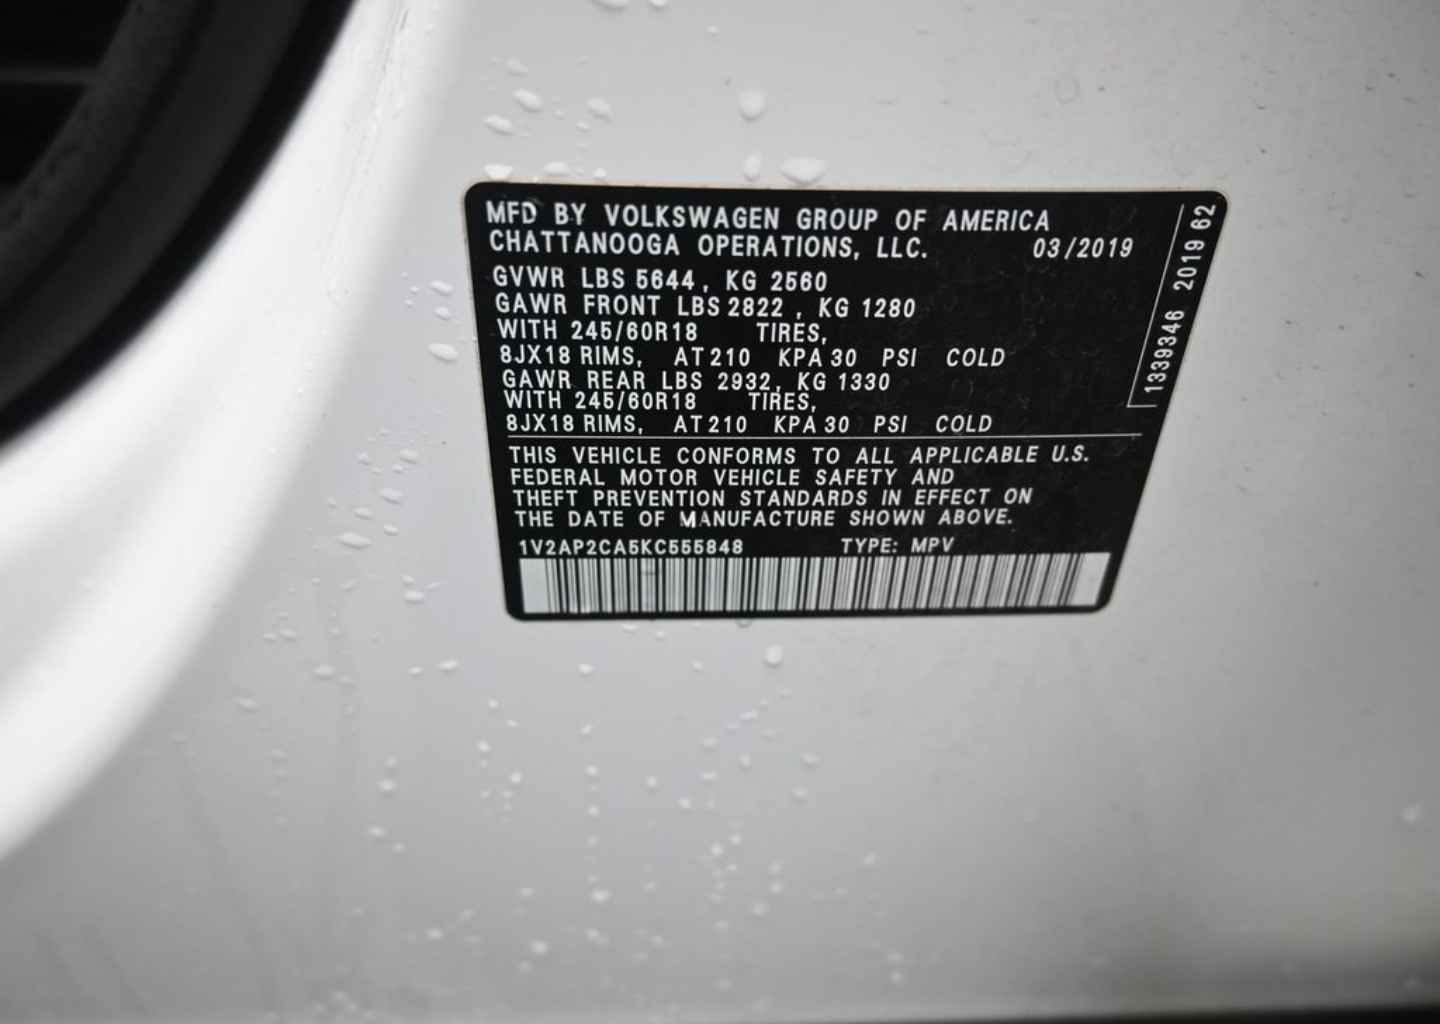 MFD BY VOLKSWAGEN GROUP OF AMERICA
CHATTANOOGA OPERATIONS, LLC. 03/2019
GVWR LBS 5644, KG 2560
GAWR FRONT LBS 2822, KG 1280
WITH 245/60R18 TIRES,
8JX18 RIMS, AT 210 KPA 30 PSI COLD
GAWR REAR LBS 2932, KG 1330
WITH 245/60R18 TIRES,
8JX18 RIMS, AT 210 KPA 30 PSI COLD
THIS VEHICLE CONFORMS TO ALL APPLICABLE U.S.
FEDERAL MOTOR VEHICLE SAFETY AND
THEFT PREVENTION STANDARDS IN EFFECT ON
THE DATE OF MANUFACTURE SHOWN ABOVE.
1V2AP2CA5KC555848 TYPE: MPV
1339346 2019 62